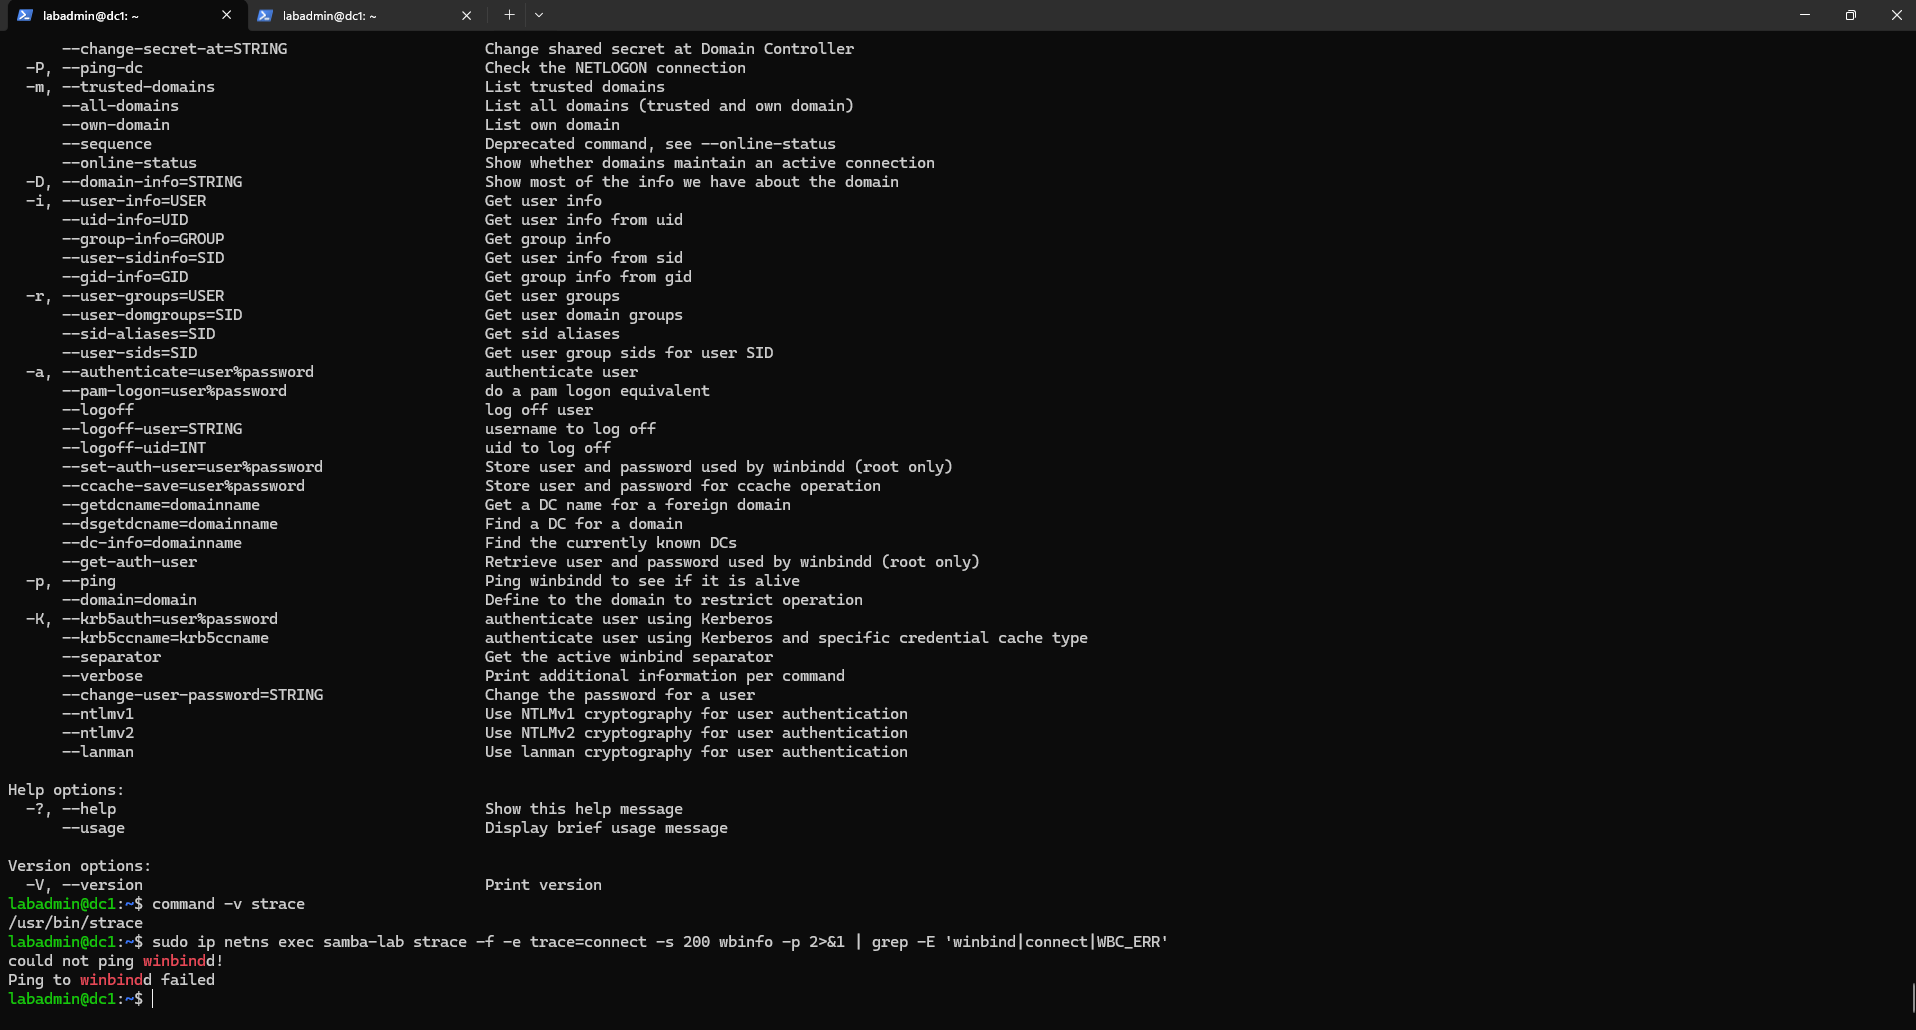 labadmin@dc1: ~
labadmin@dc1: ~
--change-secret-at=STRING Change shared secret at Domain Controller
-P, --ping-dc Check the NETLOGON connection
-m, --trusted-domains List trusted domains
--all-domains List all domains (trusted and own domain)
--own-domain List own domain
--sequence Deprecated command, see --online-status
--online-status Show whether domains maintain an active connection
-D, --domain-info=STRING Show most of the info we have about the domain
-i, --user-info=USER Get user info
--uid-info=UID Get user info from uid
--group-info=GROUP Get group info
--user-sidinfo=SID Get user info from sid
--gid-info=GID Get group info from gid
-r, --user-groups=USER Get user groups
--user-domgroups=SID Get user domain groups
--sid-aliases=SID Get sid aliases
--user-sids=SID Get user group sids for user SID
-a, --authenticate=user%password authenticate user
--pam-logon=user%password do a pam logon equivalent
--logoff log off user
--logoff-user=STRING username to log off
--logoff-uid=INT uid to log off
--set-auth-user=user%password Store user and password used by winbindd (root only)
--ccache-save=user%password Store user and password for ccache operation
--getdcname=domainname Get a DC name for a foreign domain
--dsgetdcname=domainname Find a DC for a domain
--dc-info=domainname Find the currently known DCs
--get-auth-user Retrieve user and password used by winbindd (root only)
-p, --ping Ping winbindd to see if it is alive
--domain=domain Define to the domain to restrict operation
-K, --krb5auth=user%password authenticate user using Kerberos
--krb5ccname=krb5ccname authenticate user using Kerberos and specific credential cache type
--separator Get the active winbind separator
--verbose Print additional information per command
--change-user-password=STRING Change the password for a user
--ntlmv1 Use NTLMv1 cryptography for user authentication
--ntlmv2 Use NTLMv2 cryptography for user authentication
--lanman Use lanman cryptography for user authentication
Help options:
-?, --help Show this help message
--usage Display brief usage message
Version options:
-V, --version Print version
labadmin@dc1:~$ command -v strace
/usr/bin/strace
labadmin@dc1:~$ sudo ip netns exec samba-lab strace -f -e trace=connect -s 200 wbinfo -p 2>&1 | grep -E 'winbind|connect|WBC_ERR'
could not ping winbindd!
Ping to winbindd failed
labadmin@dc1:~$